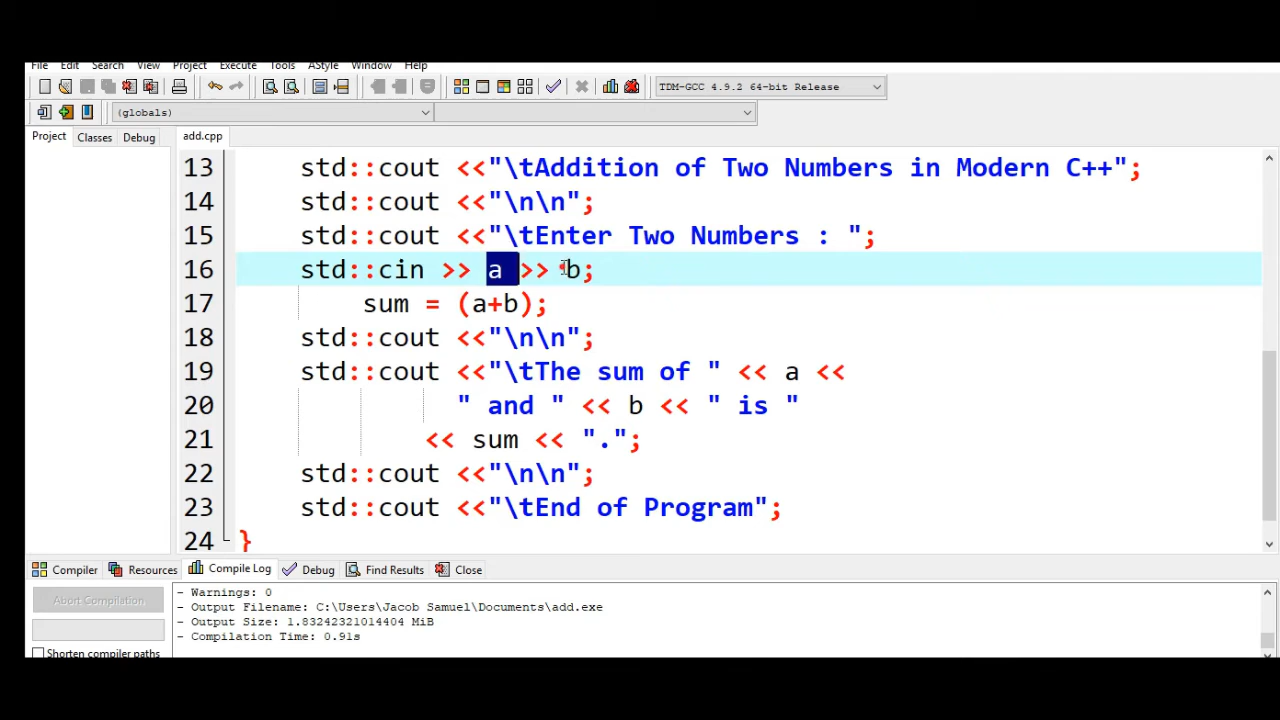 File Edit Search View Project Execute Tools AStyle Window Help
TDM-GCC 4.9.2 64-bit Release
(globals)
Project Classes Debug add.cpp
13 std::cout <<"\tAddition of Two Numbers in Modern C++";
14 std::cout <<"\n\n";
15 std::cout <<"\tEnter Two Numbers : ";
16 std::cin >> a >> b;
17 sum = (a+b);
18 std::cout <<"\n\n";
19 std::cout <<"\tThe sum of " << a <<
20 " and " << b << " is "
21 << sum << ".";
22 std::cout <<"\n\n";
23 std::cout <<"\tEnd of Program";
24 }
Compiler Resources Compile Log Debug Find Results Close
Abort Compilation
Shorten compiler paths
- Warnings: 0
- Output Filename: C:\Users\Jacob Samuel\Documents\add.exe
- Output Size: 1.83242321014404 MiB
- Compilation Time: 0.91s